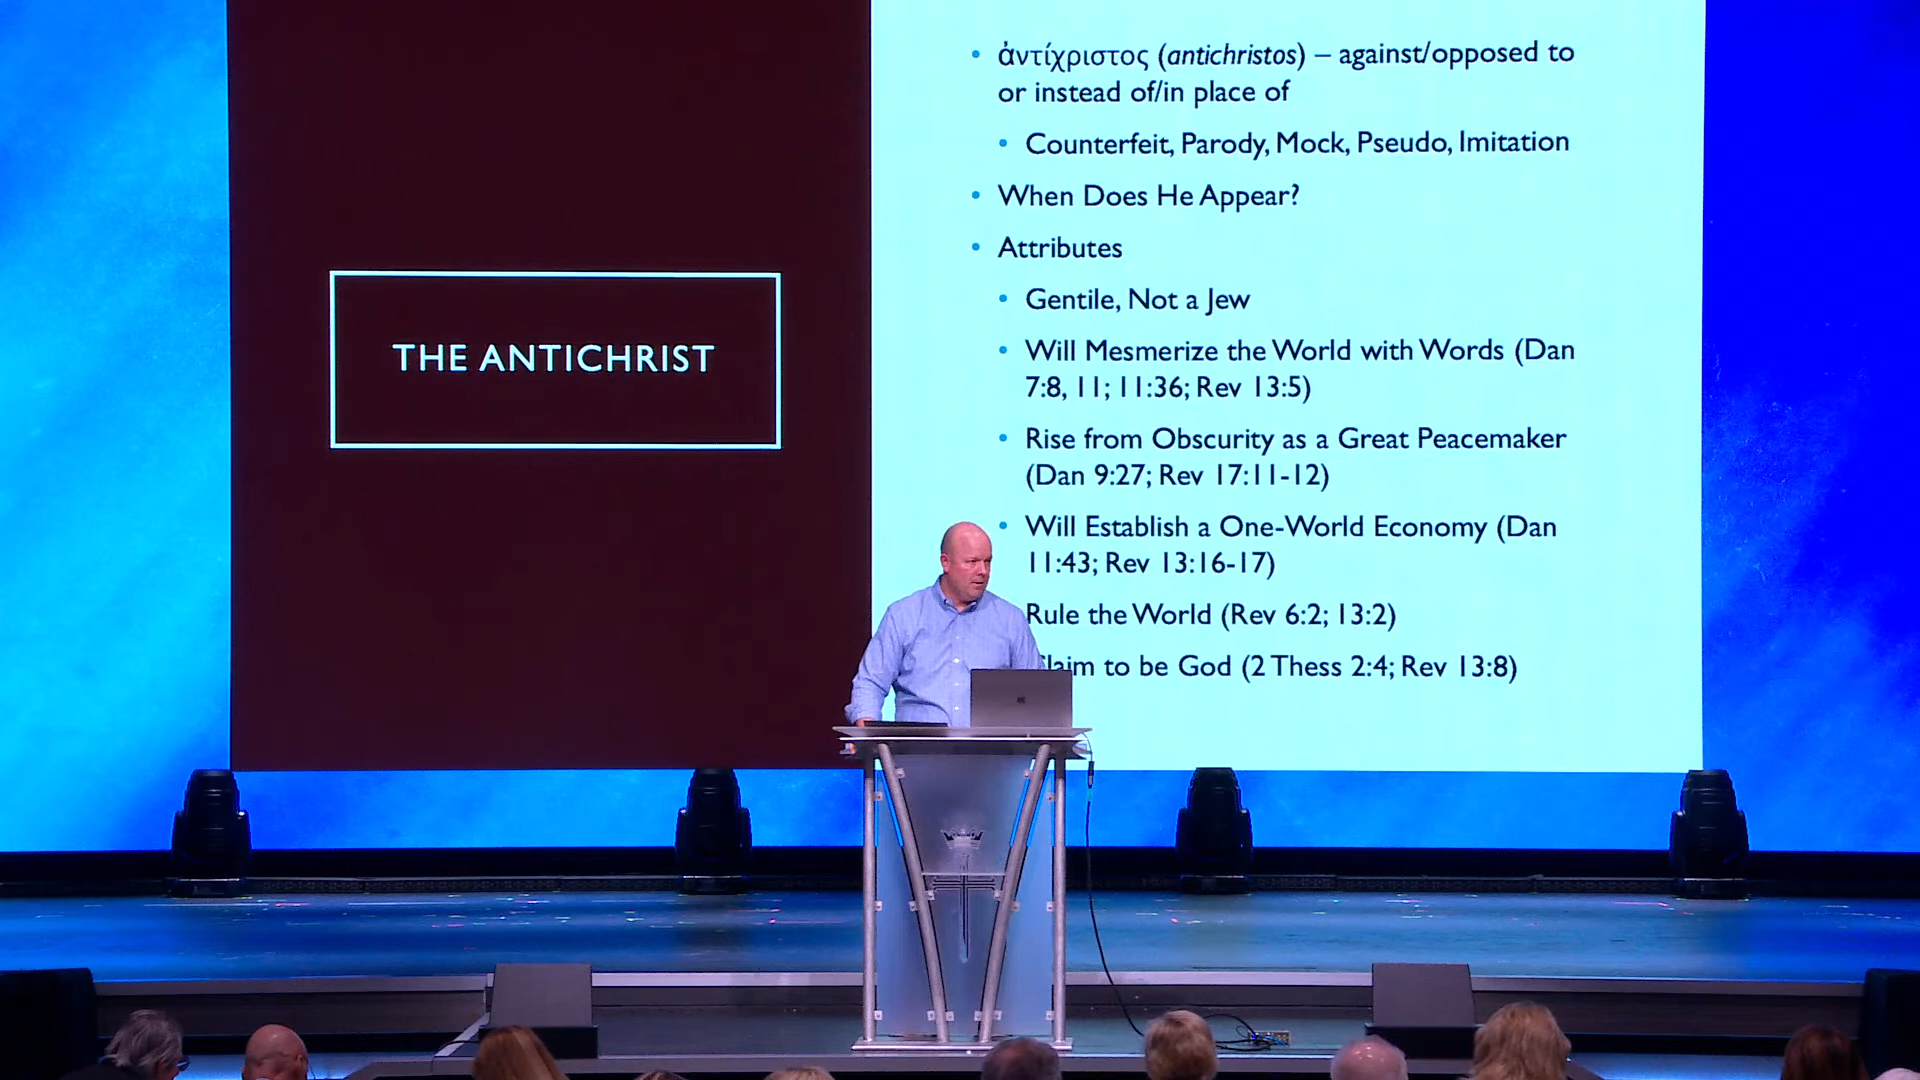 THE ANTICHRIST
• ἀντίχριστος (antichristos) – against/opposed to
or instead of/in place of
• Counterfeit, Parody, Mock, Pseudo, Imitation
• When Does He Appear?
• Attributes
• Gentile, Not a Jew
• Will Mesmerize the World with Words (Dan
7:8, 11; 11:36; Rev 13:5)
• Rise from Obscurity as a Great Peacemaker
(Dan 9:27; Rev 17:11-12)
• Will Establish a One-World Economy (Dan
11:43; Rev 13:16-17)
Rule the World (Rev 6:2; 13:2)
Claim to be God (2 Thess 2:4; Rev 13:8)